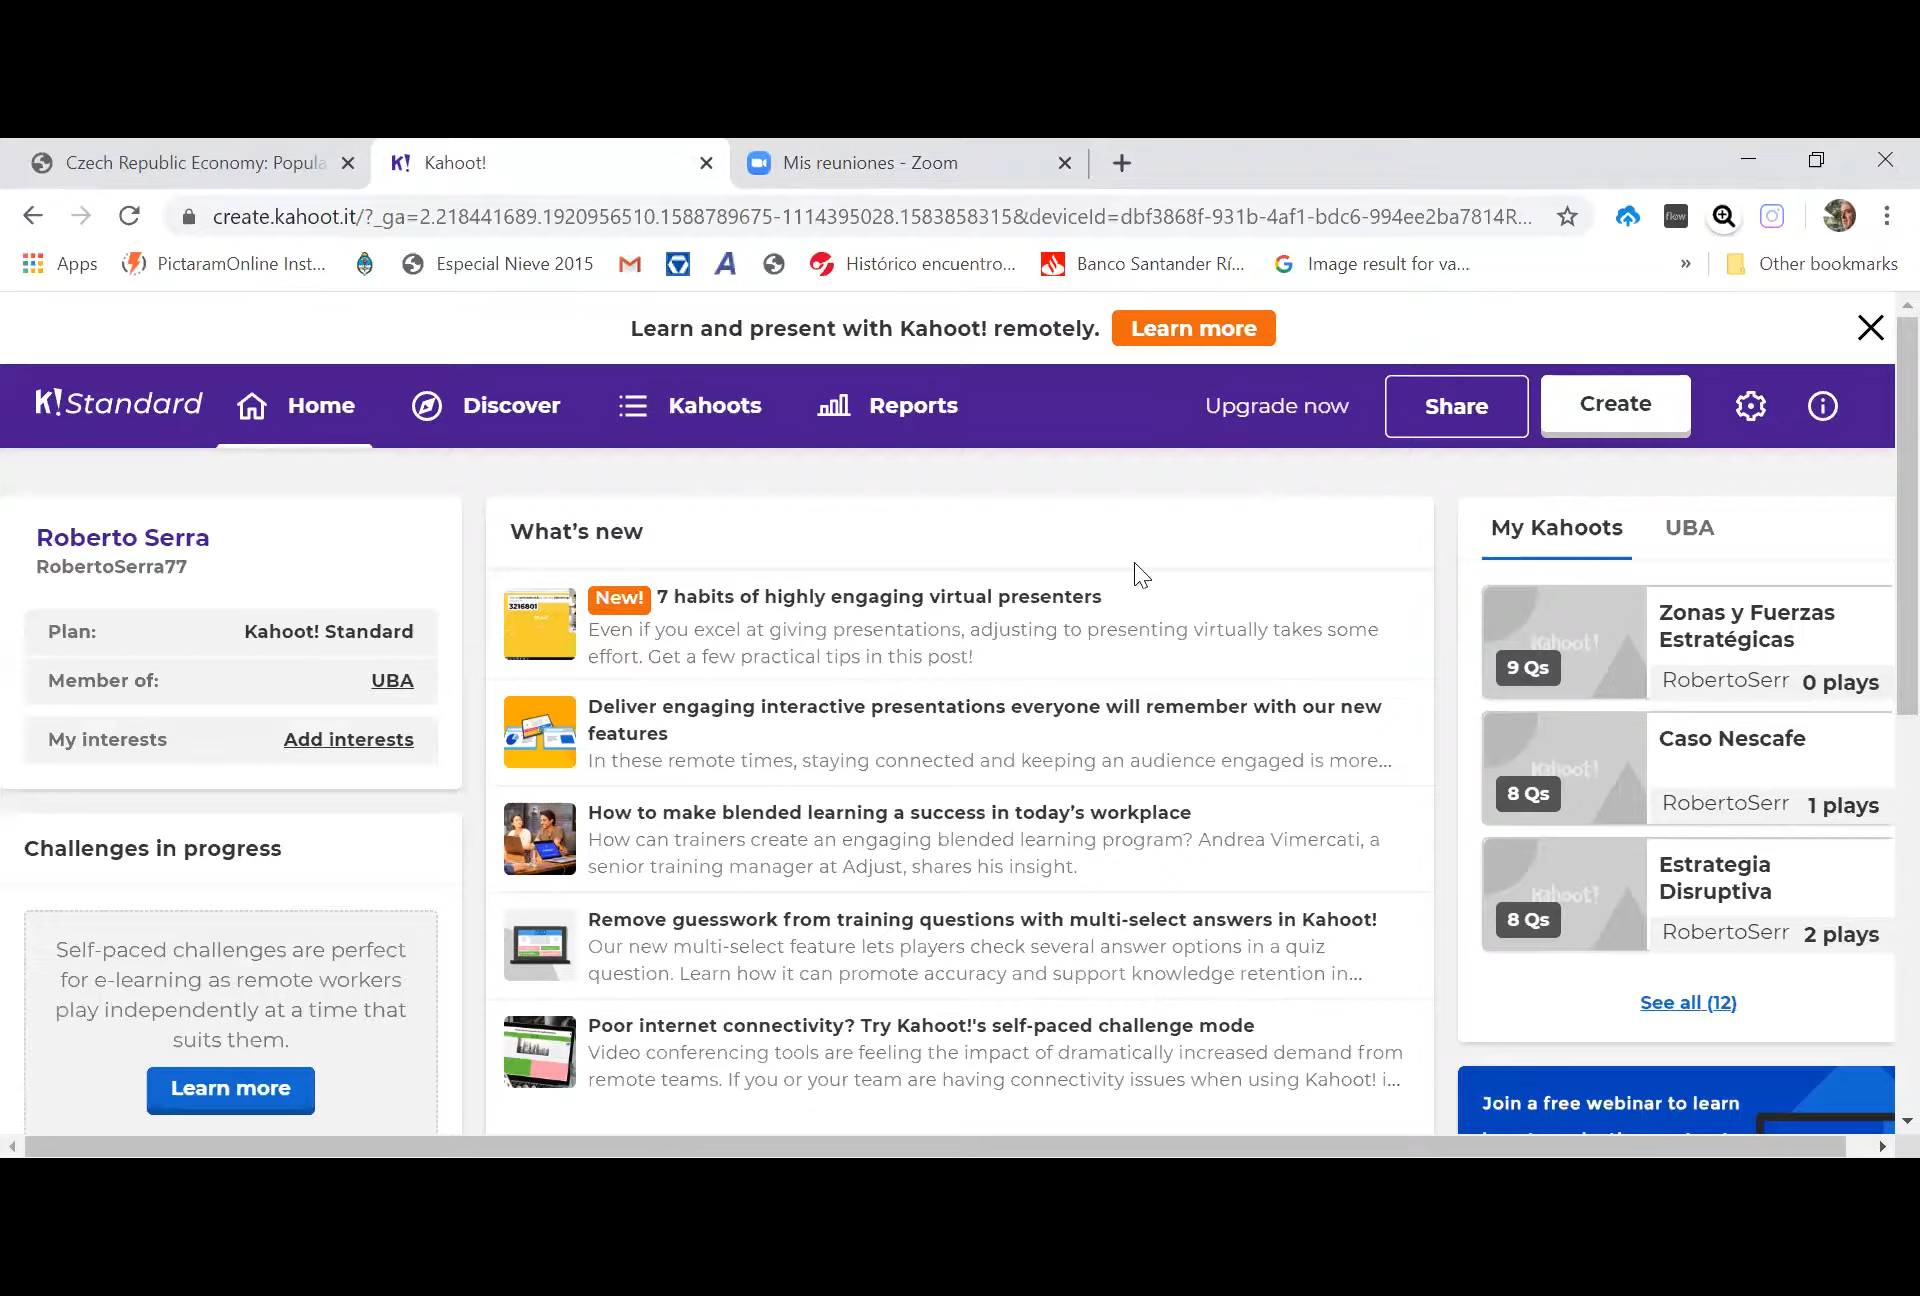 Czech Republic Economy: Popula
Kahoot!
Mis reuniones - Zoom
create.kahoot.it/?_ga=2.218441689.1920956510.1588789675-1114395028.1583858315&deviceId=dbf3868f-931b-4af1-bdc6-994ee2ba7814R...
flow
Apps
PictaramOnline Inst...
Especial Nieve 2015
Histórico encuentro...
Banco Santander Rí...
Image result for va...
»
Other bookmarks
Learn and present with Kahoot! remotely.
Learn more
K!Standard
Home
Discover
Kahoots
Reports
Upgrade now
Share
Create
Roberto Serra
RobertoSerra77
Plan: Kahoot! Standard
Member of: UBA
My interests Add interests
Challenges in progress
Self-paced challenges are perfect
for e-learning as remote workers
play independently at a time that
suits them.
Learn more
What's new
3216801
New! 7 habits of highly engaging virtual presenters
Even if you excel at giving presentations, adjusting to presenting virtually takes some
effort. Get a few practical tips in this post!
Deliver engaging interactive presentations everyone will remember with our new
features
In these remote times, staying connected and keeping an audience engaged is more...
How to make blended learning a success in today's workplace
How can trainers create an engaging blended learning program? Andrea Vimercati, a
senior training manager at Adjust, shares his insight.
Remove guesswork from training questions with multi-select answers in Kahoot!
Our new multi-select feature lets players check several answer options in a quiz
question. Learn how it can promote accuracy and support knowledge retention in...
Poor internet connectivity? Try Kahoot!'s self-paced challenge mode
Video conferencing tools are feeling the impact of dramatically increased demand from
remote teams. If you or your team are having connectivity issues when using Kahoot! i...
My Kahoots
UBA
Kahoot!
9 Qs
Zonas y Fuerzas
Estratégicas
RobertoSerr 0 plays
Kahoot!
8 Qs
Caso Nescafe
RobertoSerr 1 plays
Kahoot!
8 Qs
Estrategia
Disruptiva
RobertoSerr 2 plays
See all (12)
Join a free webinar to learn